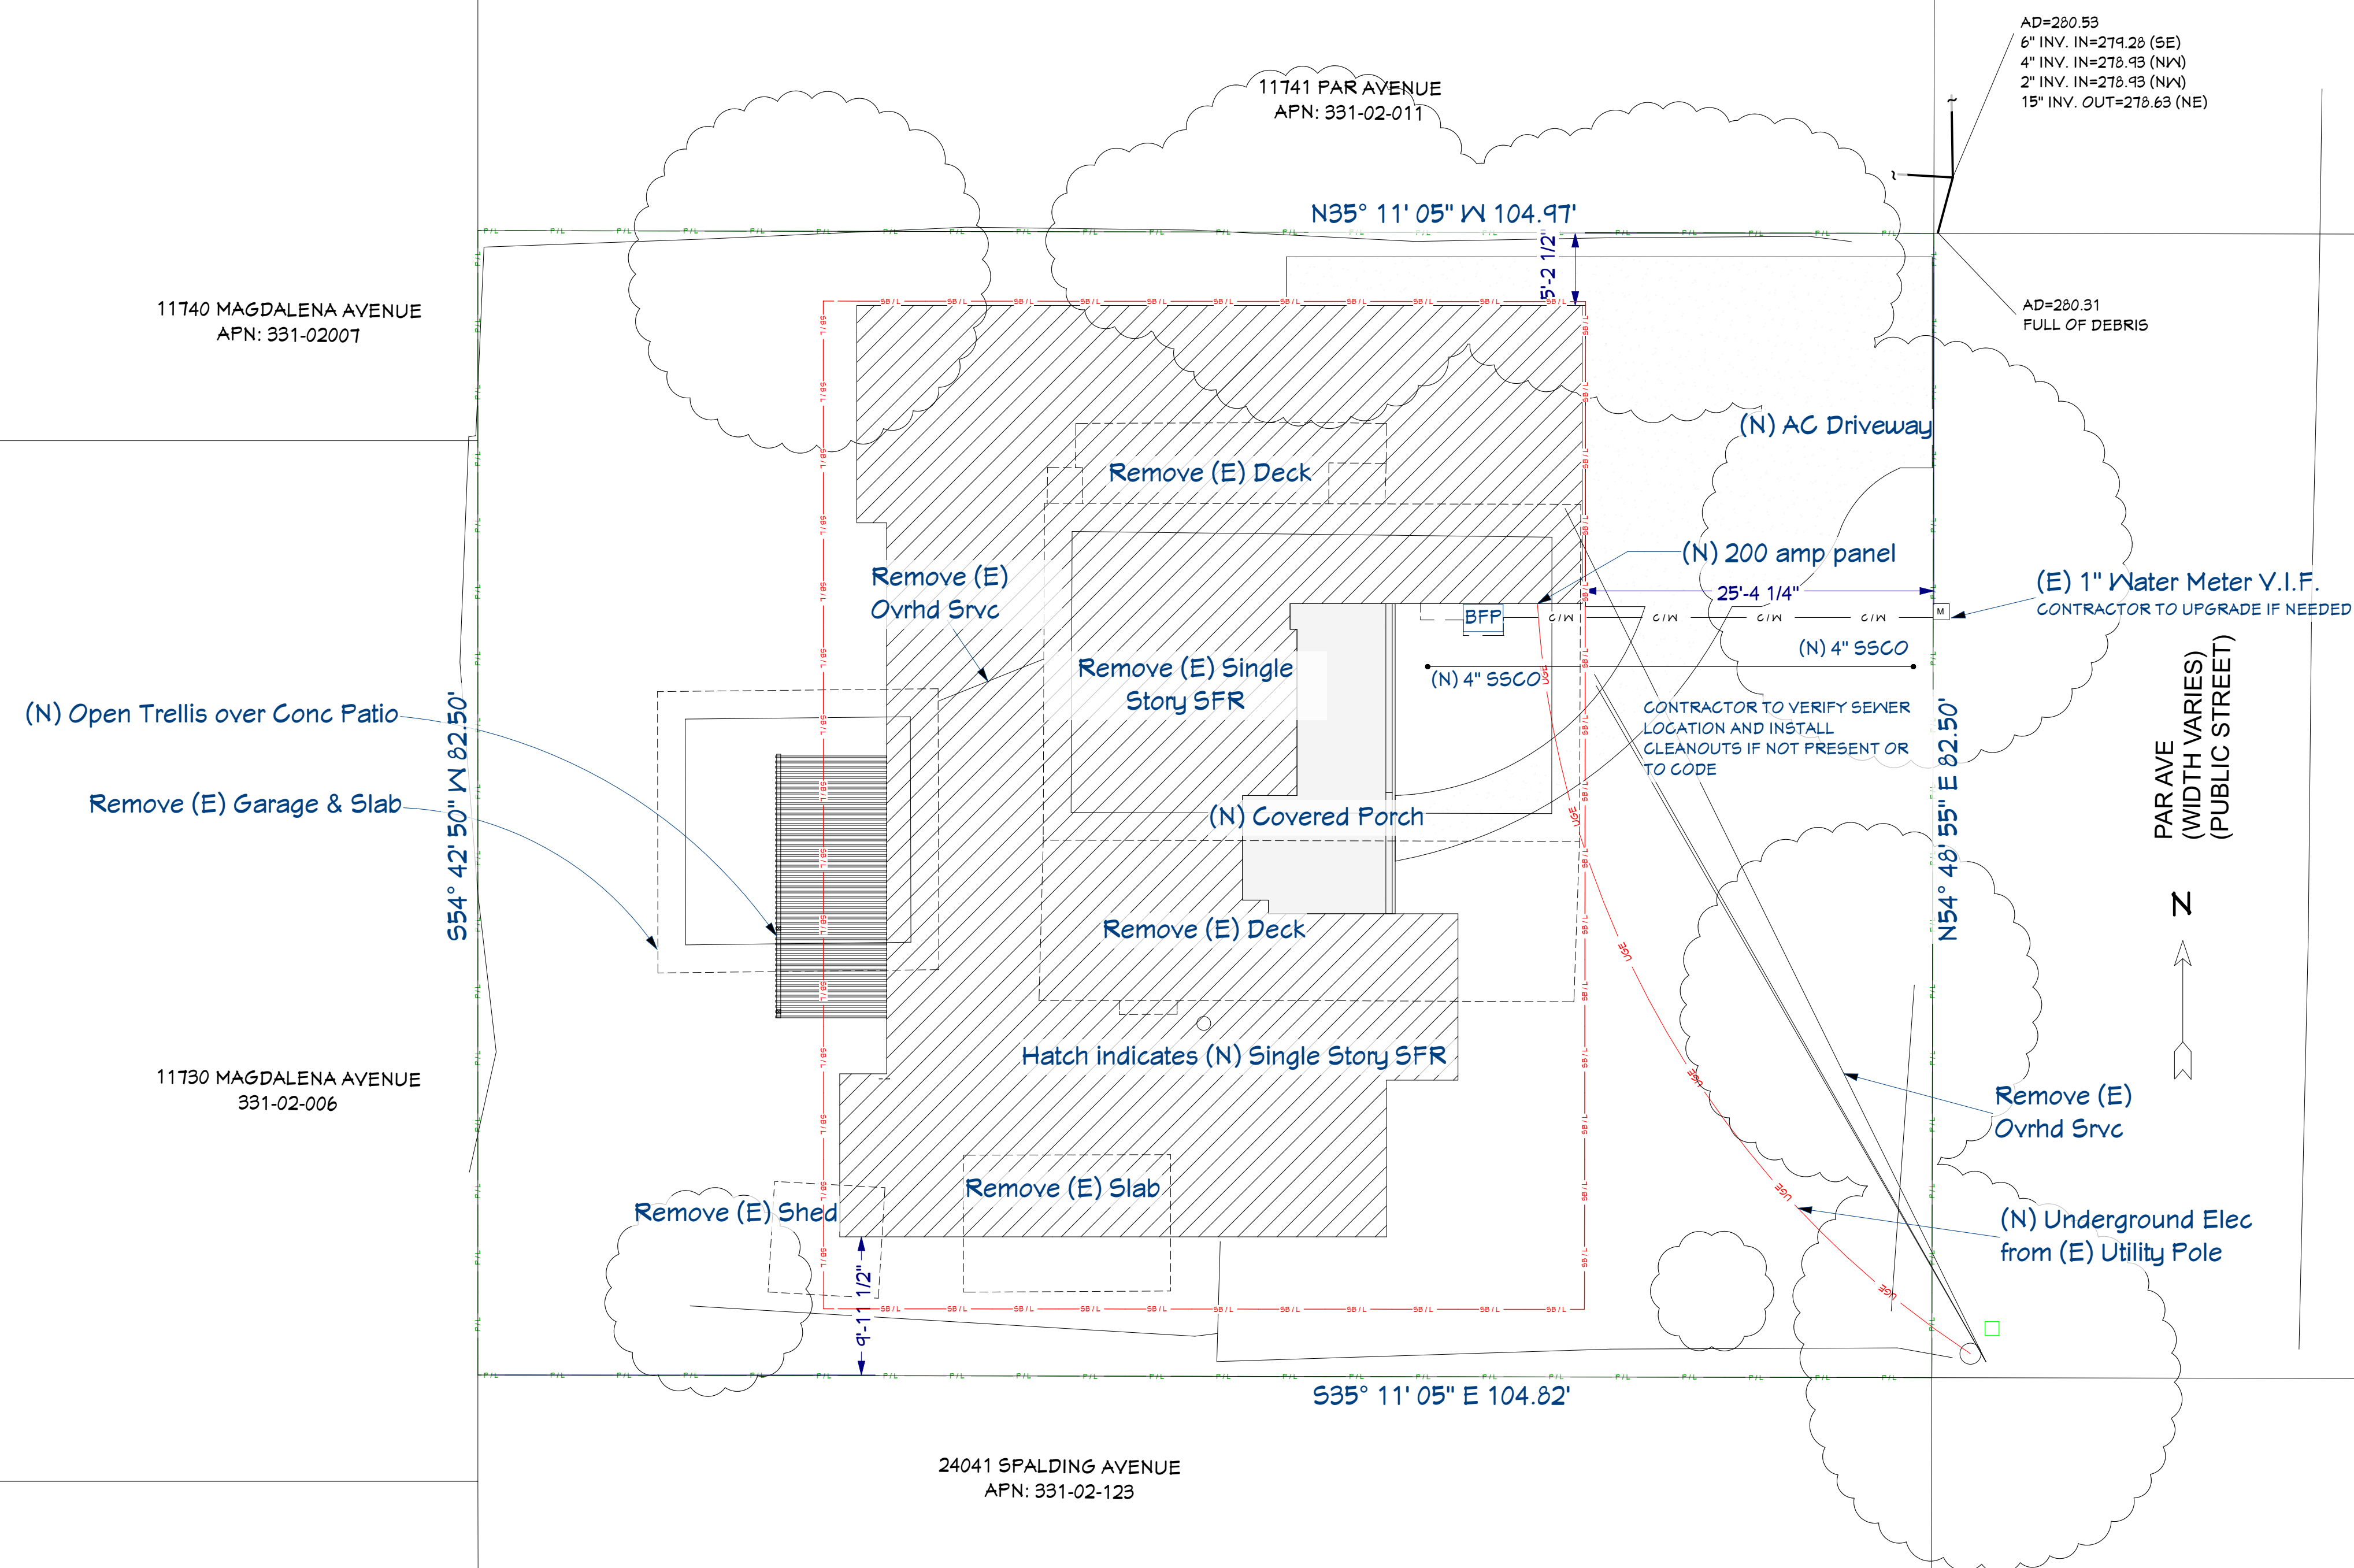 AD=280.53
6" INV. IN=279.28 (SE)
4" INV. IN=278.93 (NW)
2" INV. IN=278.93 (NW)
15" INV. OUT=278.63 (NE)
11741 PAR AVENUE
APN: 331-02-011
N35° 11' 05" W 104.97'
5'-2 1/2"
11740 MAGDALENA AVENUE
APN: 331-02007
AD=280.31
FULL OF DEBRIS
(N) AC Driveway
Remove (E) Deck
(N) 200 amp panel
Remove (E)
Ovrhd Srvc
25'-4 1/4"
(E) 1" Water Meter V.I.F.
CONTRACTOR TO UPGRADE IF NEEDED
M
BFP
C/W C/W C/W C/W
(N) 4" SSCO
(N) 4" SSCO
Remove (E) Single
Story SFR
CONTRACTOR TO VERIFY SEWER
LOCATION AND INSTALL
CLEANOUTS IF NOT PRESENT OR
TO CODE
(N) Open Trellis over Conc Patio
Remove (E) Garage & Slab
S54° 42' 50" W 82.50'
N54° 48' 55" E 82.50'
PAR AVE
(WIDTH VARIES)
(PUBLIC STREET)
N
(N) Covered Porch
Remove (E) Deck
Hatch indicates (N) Single Story SFR
11730 MAGDALENA AVENUE
331-02-006
Remove (E)
Ovrhd Srvc
Remove (E) Slab
Remove (E) Shed
(N) Underground Elec
from (E) Utility Pole
9'-11 1/2"
UGE UGE UGE UGE UGE UGE
P/L
SB/L
S35° 11' 05" E 104.82'
24041 SPALDING AVENUE
APN: 331-02-123